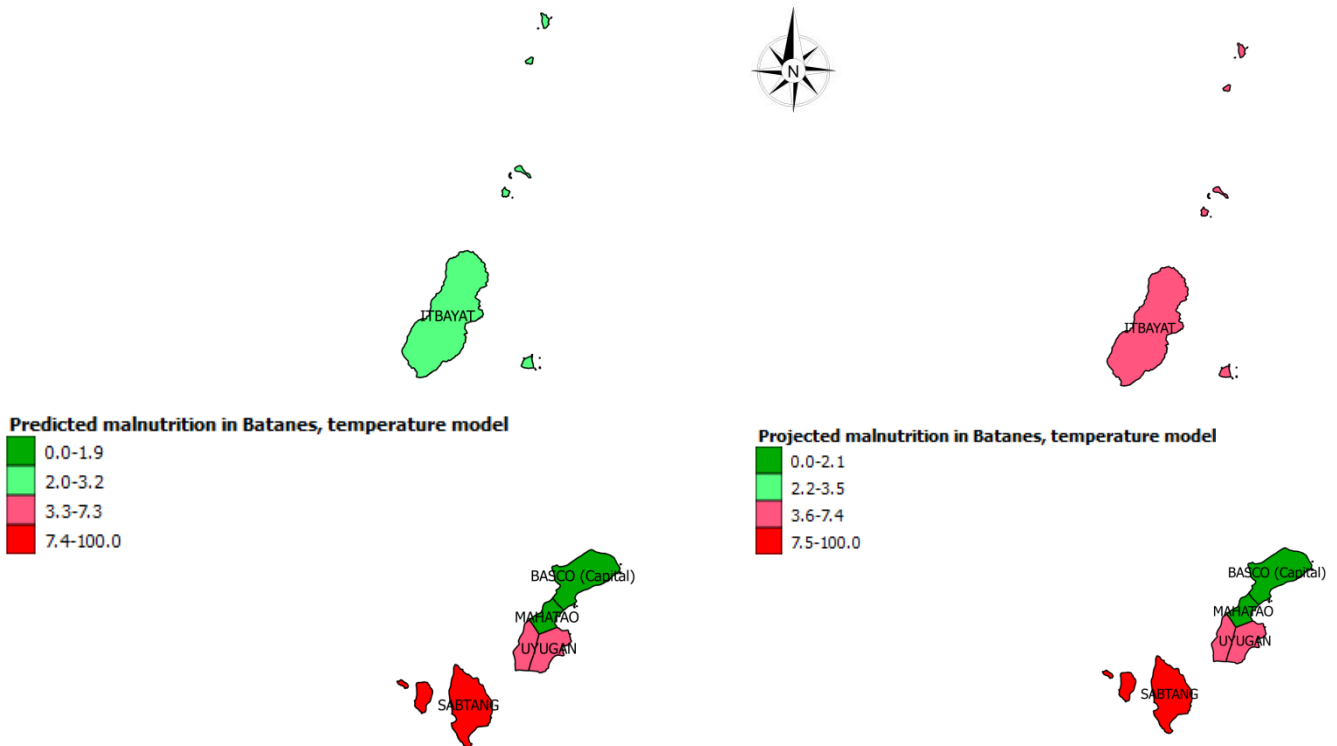 N
ITBAYAT
Predicted malnutrition in Batanes, temperature model
0.0-1.9
2.0-3.2
3.3-7.3
7.4-100.0
BASCO (Capital)
MAHATAO
UYUGAN
SABTANG
ITBAYAT
Projected malnutrition in Batanes, temperature model
0.0-2.1
2.2-3.5
3.6-7.4
7.5-100.0
BASCO (Capital)
MAHATAO
UYUGAN
SABTANG